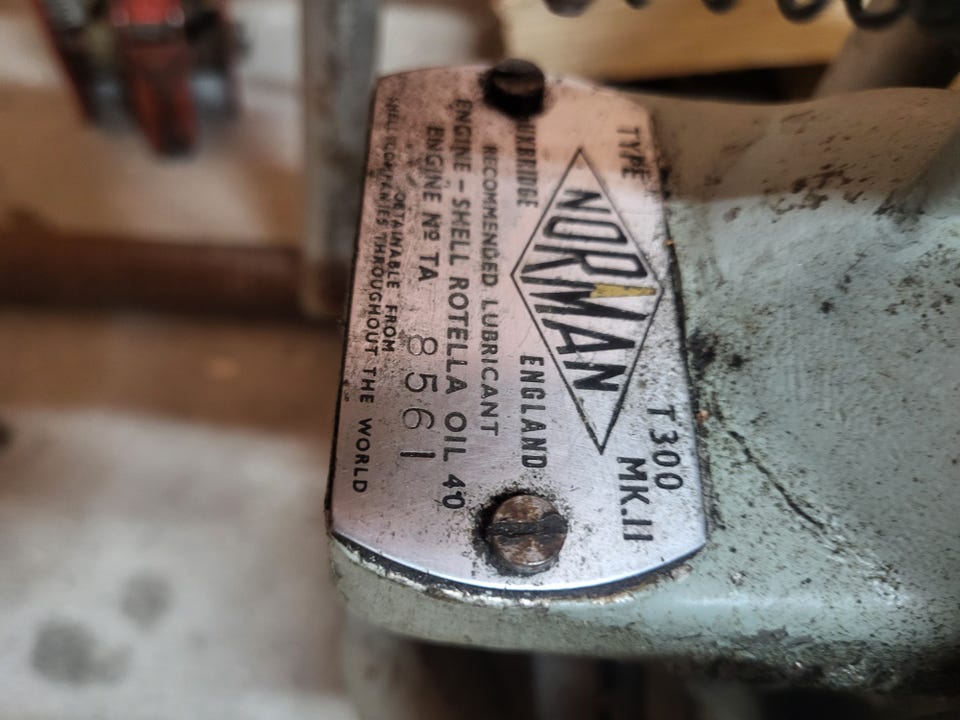 TYPE T300
MK.II
NORMAN
UXBRIDGE ENGLAND
RECOMMENDED LUBRICANT
ENGINE – SHELL ROTELLA OIL 40
ENGINE Nº TA 8561
OBTAINABLE FROM
SHELL COMPANIES THROUGHOUT THE WORLD